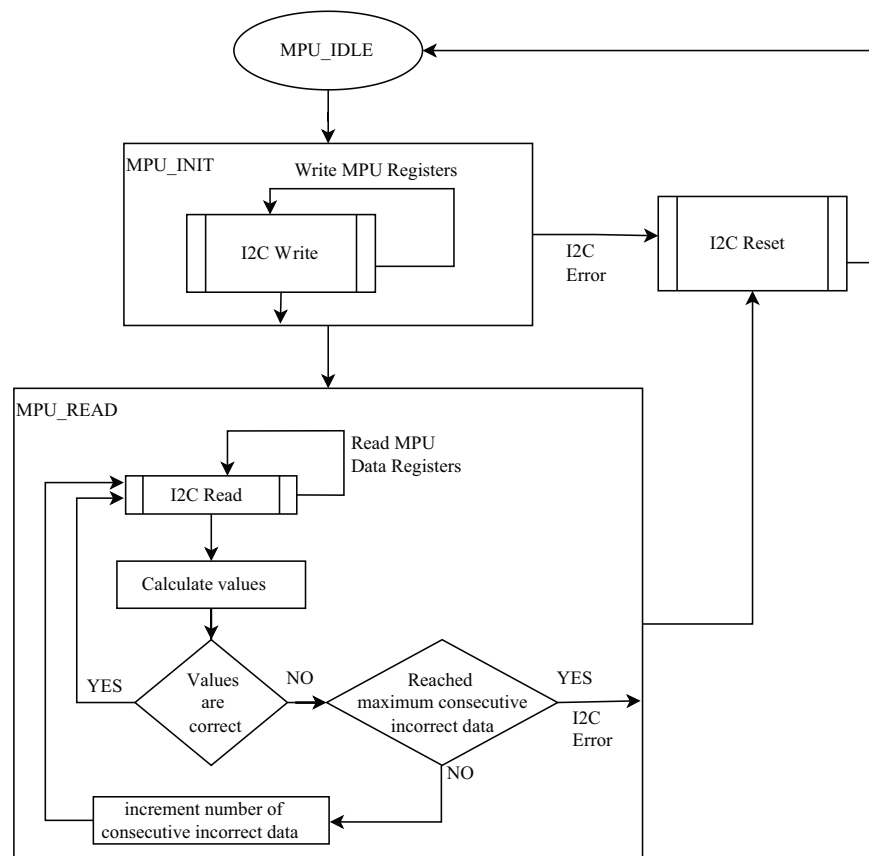 MPU_IDLE
MPU_INIT
Write MPU Registers
I2C Write
I2C
Error
I2C Reset
MPU_READ
Read MPU
Data Registers
I2C Read
Calculate values
YES
Values
are
correct
NO
Reached
maximum consecutive
incorrect data
YES
I2C
Error
NO
increment number of
consecutive incorrect data